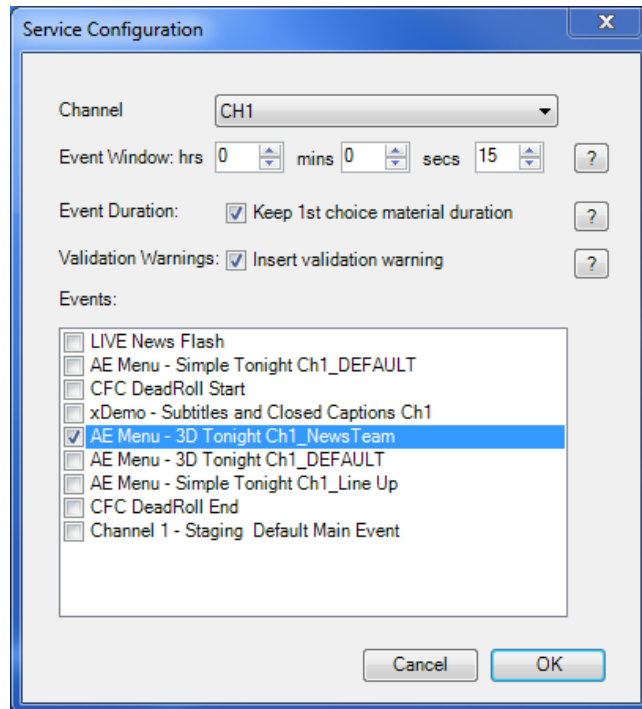 Service Configuration
X
Channel CH1
Event Window: hrs 0 mins 0 secs 15 ?
Event Duration: Keep 1st choice material duration ?
Validation Warnings: Insert validation warning ?
Events:
LIVE News Flash
AE Menu - Simple Tonight Ch1_DEFAULT
CFC DeadRoll Start
xDemo - Subtitles and Closed Captions Ch1
AE Menu - 3D Tonight Ch1_NewsTeam
AE Menu - 3D Tonight Ch1_DEFAULT
AE Menu - Simple Tonight Ch1_Line Up
CFC DeadRoll End
Channel 1 - Staging  Default Main Event
Cancel OK